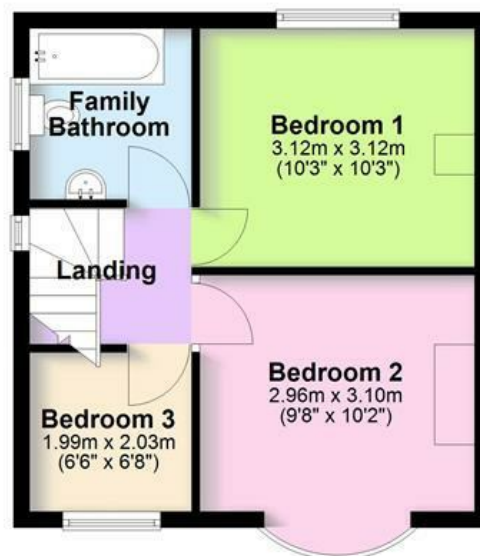 Family
Bathroom
Bedroom 1
3.12m x 3.12m
(10'3" x 10'3")
Landing
Bedroom 2
2.96m x 3.10m
(9'8" x 10'2")
Bedroom 3
1.99m x 2.03m
(6'6" x 6'8")